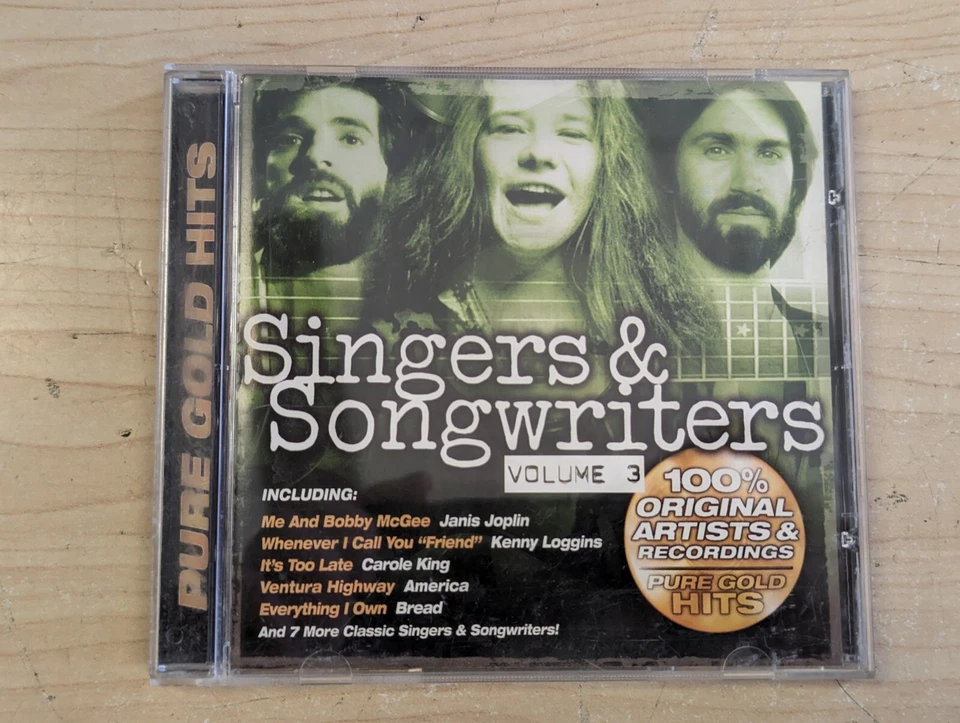 PURE GOLD HITS
Singers &
Songwriters
VOLUME 3
INCLUDING:
Me And Bobby McGee Janis Joplin
Whenever I Call You “Friend” Kenny Loggins
It's Too Late Carole King
Ventura Highway America
Everything I Own Bread
And 7 More Classic Singers & Songwriters!
100%
ORIGINAL
ARTISTS &
RECORDINGS
PURE GOLD
HITS